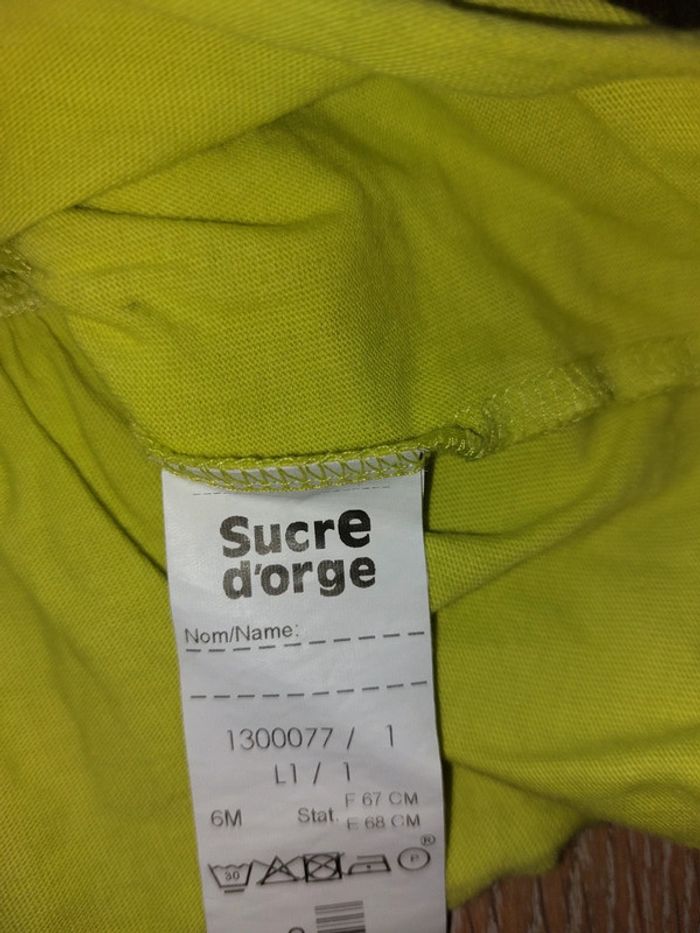 Sucre
d'orge
Nom/Name:
1300077 / 1
L1 / 1
6M Stat. F 67 CM
E 68 CM
30 P ®